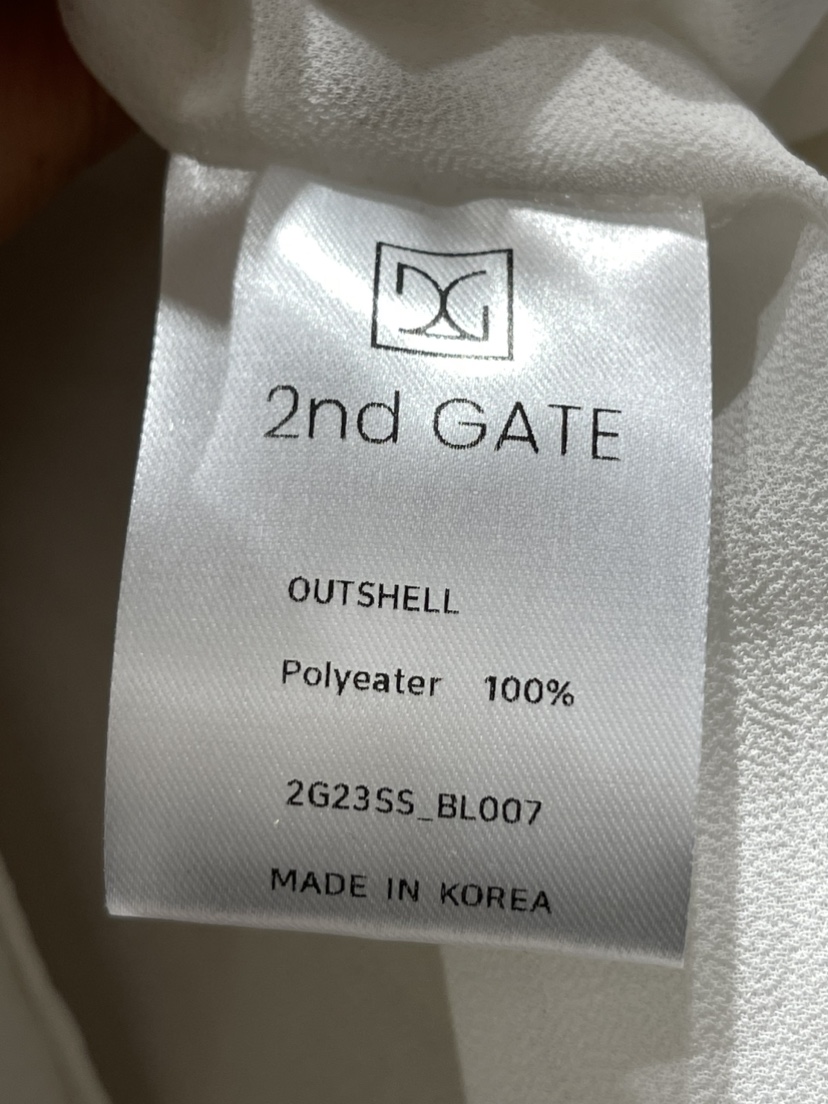 2nd GATE
OUTSHELL
Polyeater 100%
2G23SS_BL007
MADE IN KOREA